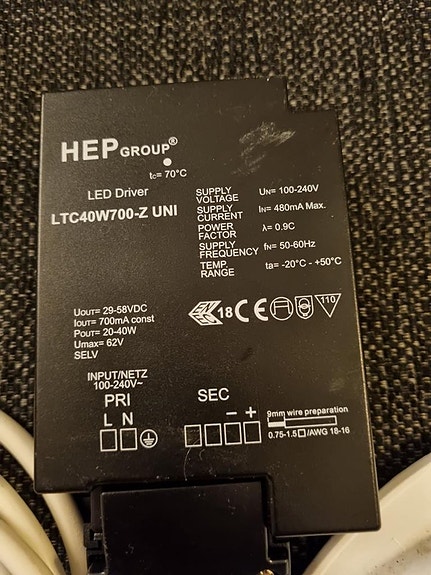 HEP GROUP®
tc= 70°C
LED Driver
LTC40W700-Z UNI
SUPPLY VOLTAGE UN= 100-240V
SUPPLY CURRENT IN= 480mA Max.
POWER FACTOR λ= 0.9C
SUPPLY FREQUENCY fN= 50-60Hz
TEMP. RANGE ta= -20°C - +50°C
18 CE 110
UOUT= 29-58VDC
IOUT= 700mA const
POUT= 20-40W
UMAX= 62V
SELV
INPUT/NETZ
100-240V~
PRI
L N
SEC
- +
9mm wire preparation
0.75-1.5□/AWG 18-16